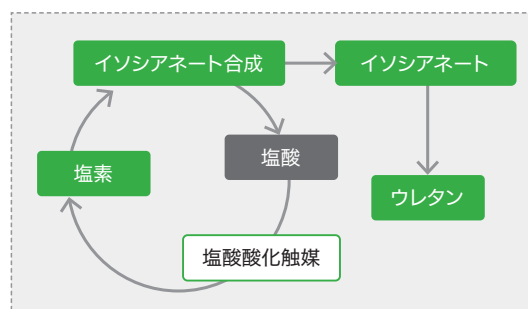 イソシアネート合成
イソシアネート
塩酸
塩素
ウレタン
塩酸酸化触媒